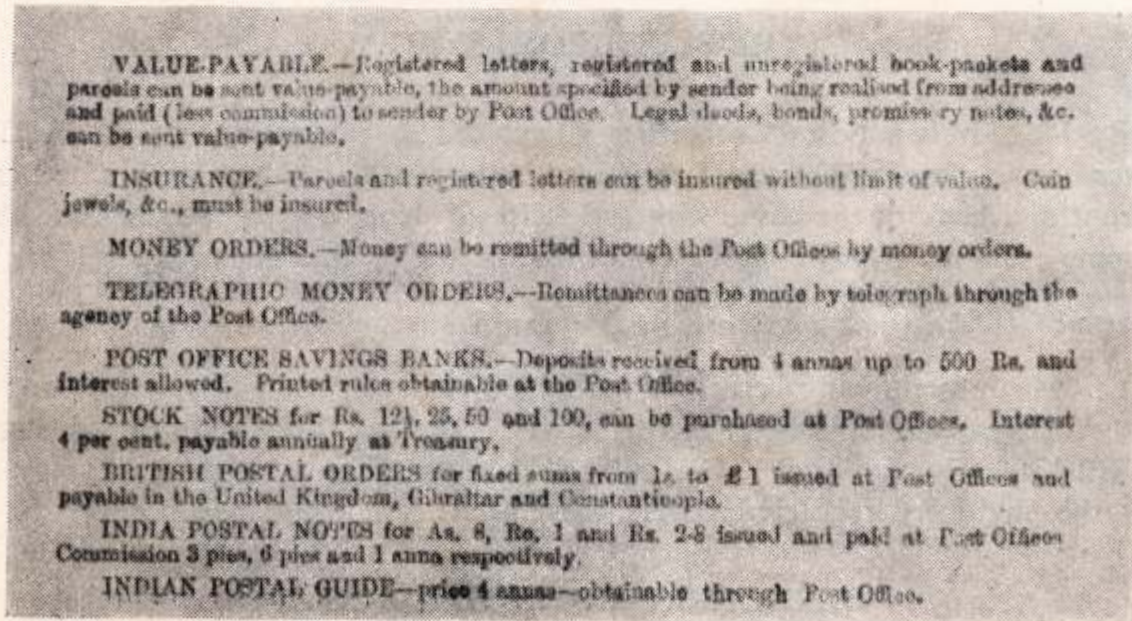 VALUE-PAYABLE.—Registered letters, registered and unregistered book-packets and
parcels can be sent value-payable, the amount specified by sender being realised from addressee
and paid (less commission) to sender by Post Office. Legal deeds, bonds, promissory notes, &c.
can be sent value-payable.
INSURANCE.—Parcels and registered letters can be insured without limit of value. Coin
jewels, &c., must be insured.
MONEY ORDERS.—Money can be remitted through the Post Offices by money orders.
TELEGRAPHIC MONEY ORDERS.—Remittances can be made by telegraph through the
agency of the Post Office.
POST OFFICE SAVINGS BANKS.—Deposits received from 4 annas up to 500 Rs. and
interest allowed. Printed rules obtainable at the Post Office.
STOCK NOTES for Rs. 12½, 25, 50 and 100, can be purchased at Post Offices. Interest
4 per cent. payable annually at Treasury.
BRITISH POSTAL ORDERS for fixed sums from 1s to £1 issued at Post Offices and
payable in the United Kingdom, Gibraltar and Constantinople.
INDIA POSTAL NOTES for As. 8, Re. 1 and Rs. 2-8 issued and paid at Post Offices
Commission 3 pies, 6 pies and 1 anna respectively.
INDIAN POSTAL GUIDE—price 4 annas—obtainable through Post Office.